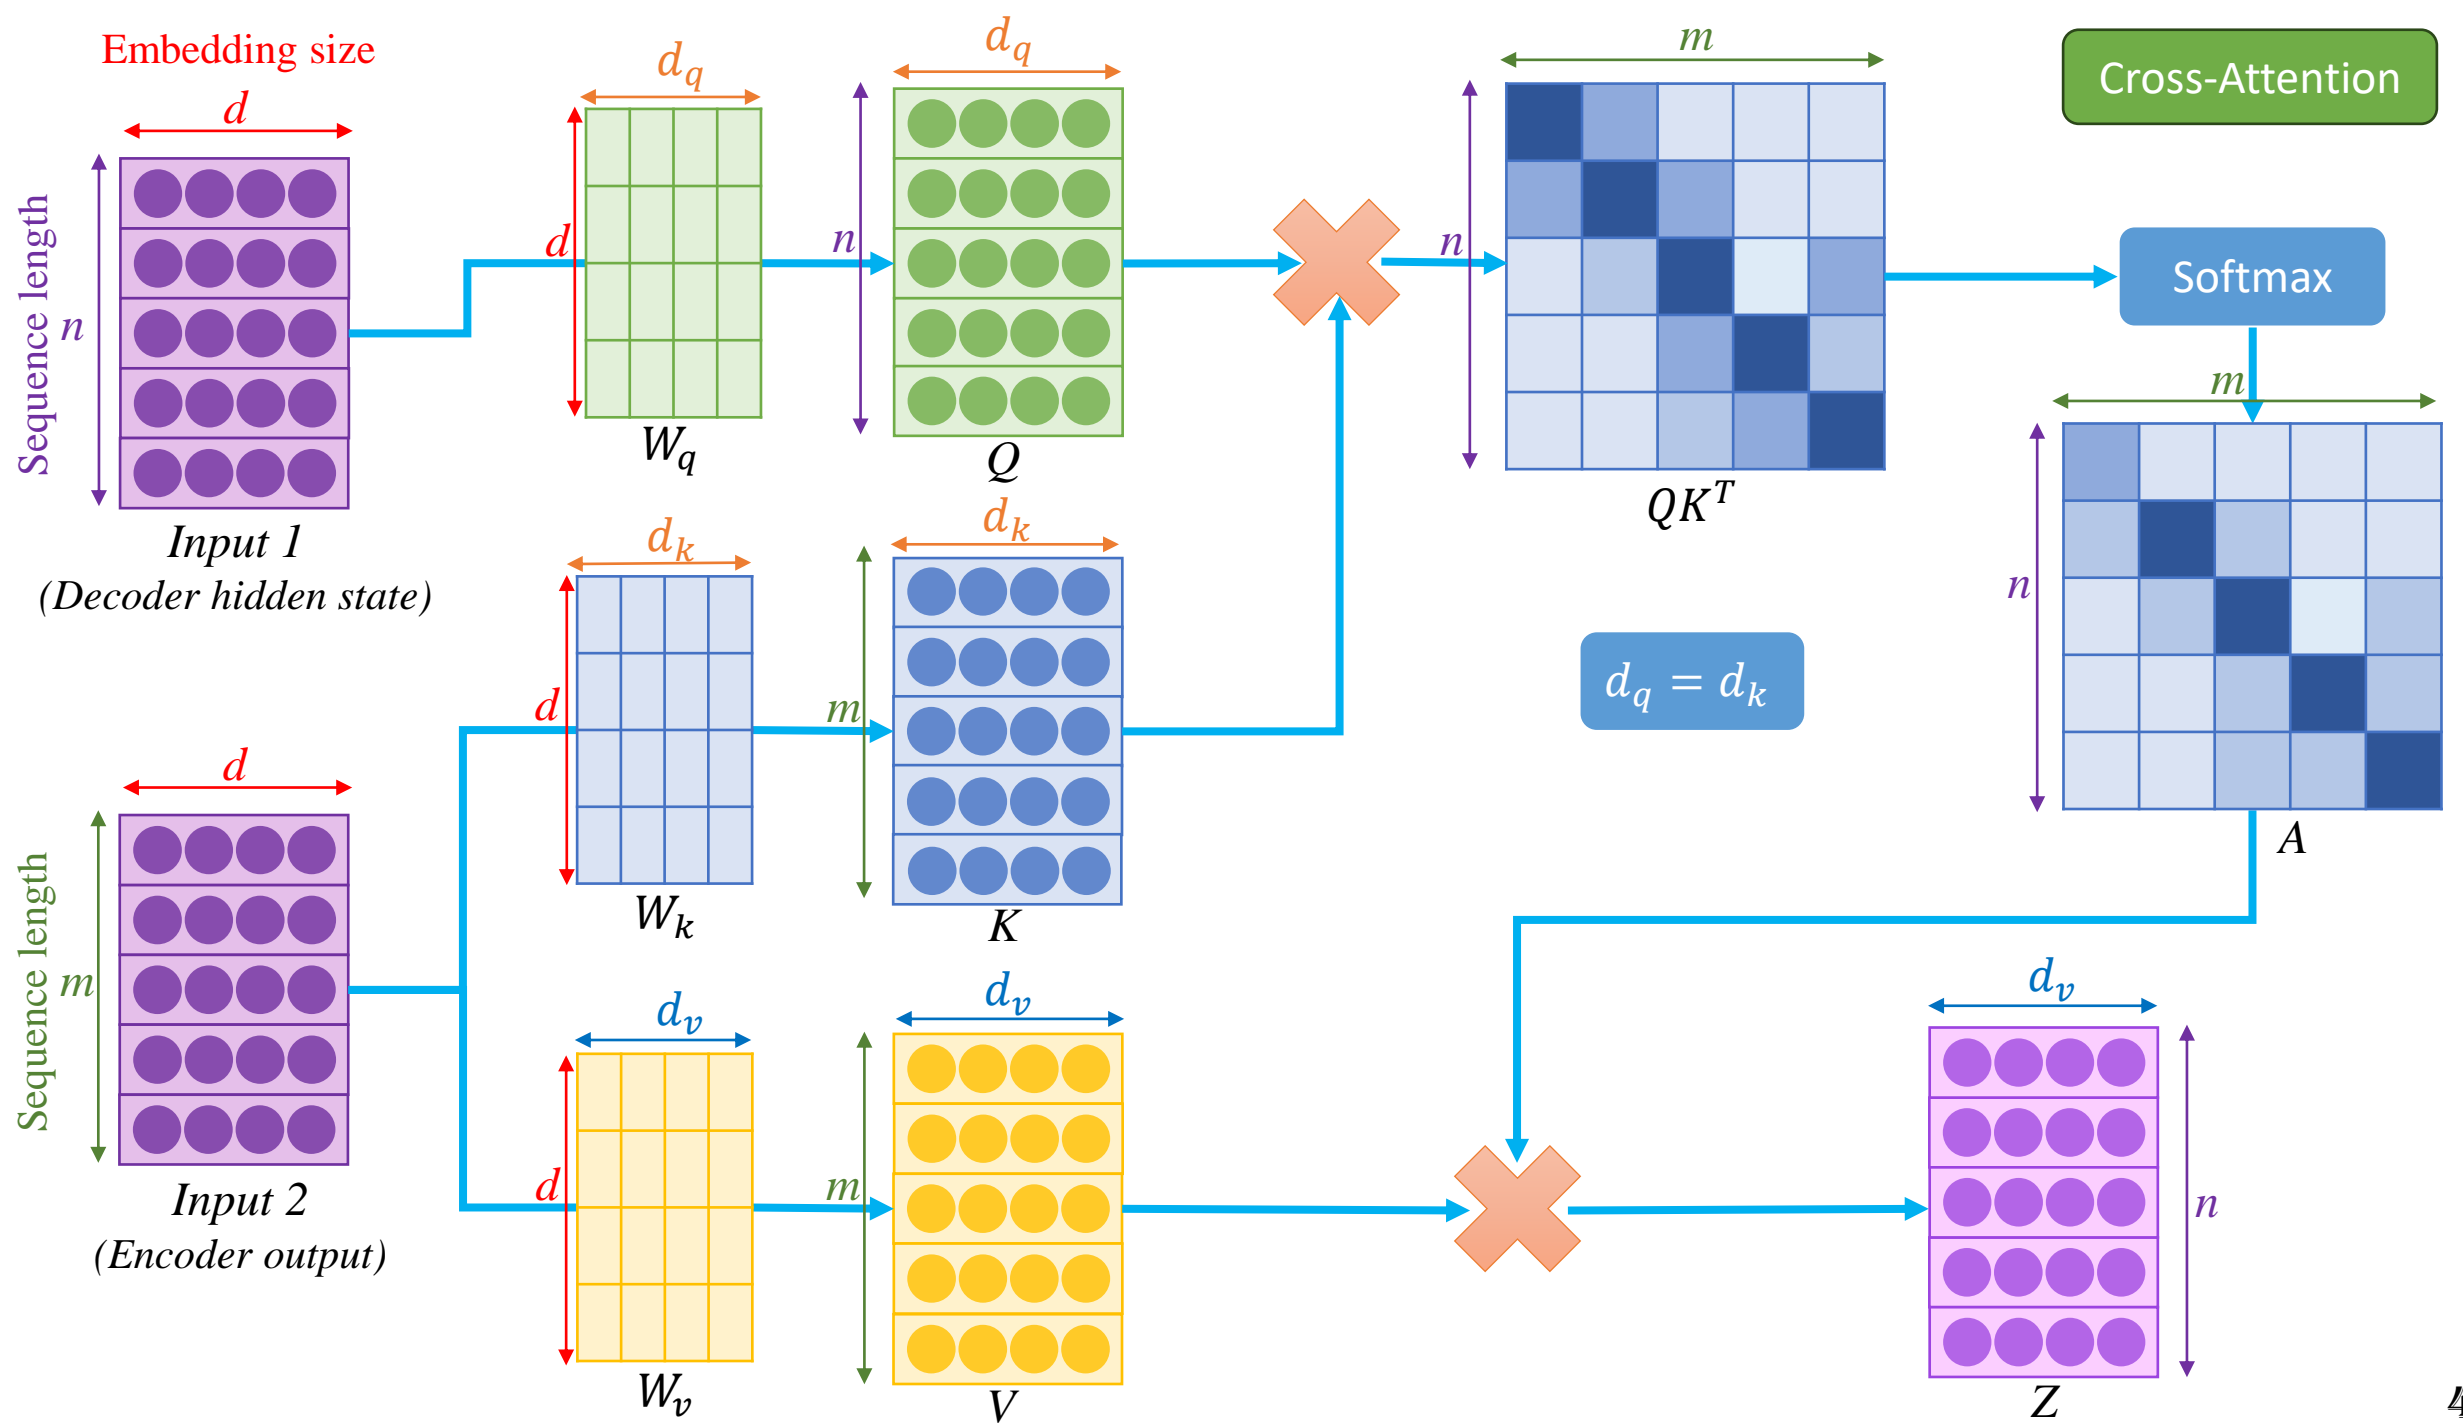 Embedding size
d
Sequence length
n
Input 1
(Decoder hidden state)
d_q
d
W_q
d_q
n
Q
m
n
QK^T
Cross-Attention
Softmax
d_k
d
W_k
d_k
m
K
d_q = d_k
m
n
A
d
Sequence length
m
Input 2
(Encoder output)
d_v
d
W_v
d_v
m
V
d_v
n
Z